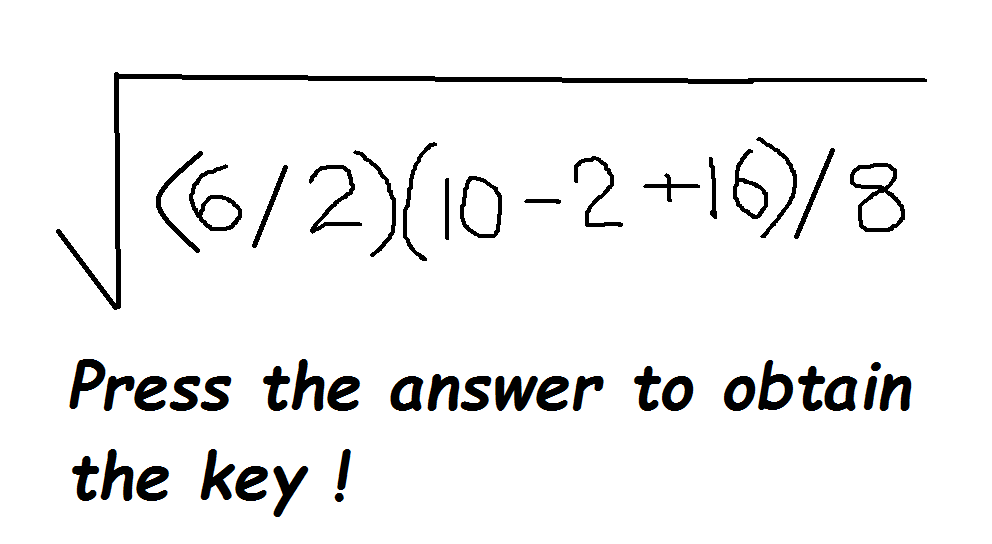 √(6/2)(10-2+16)/8
Press the answer to obtain
the key !